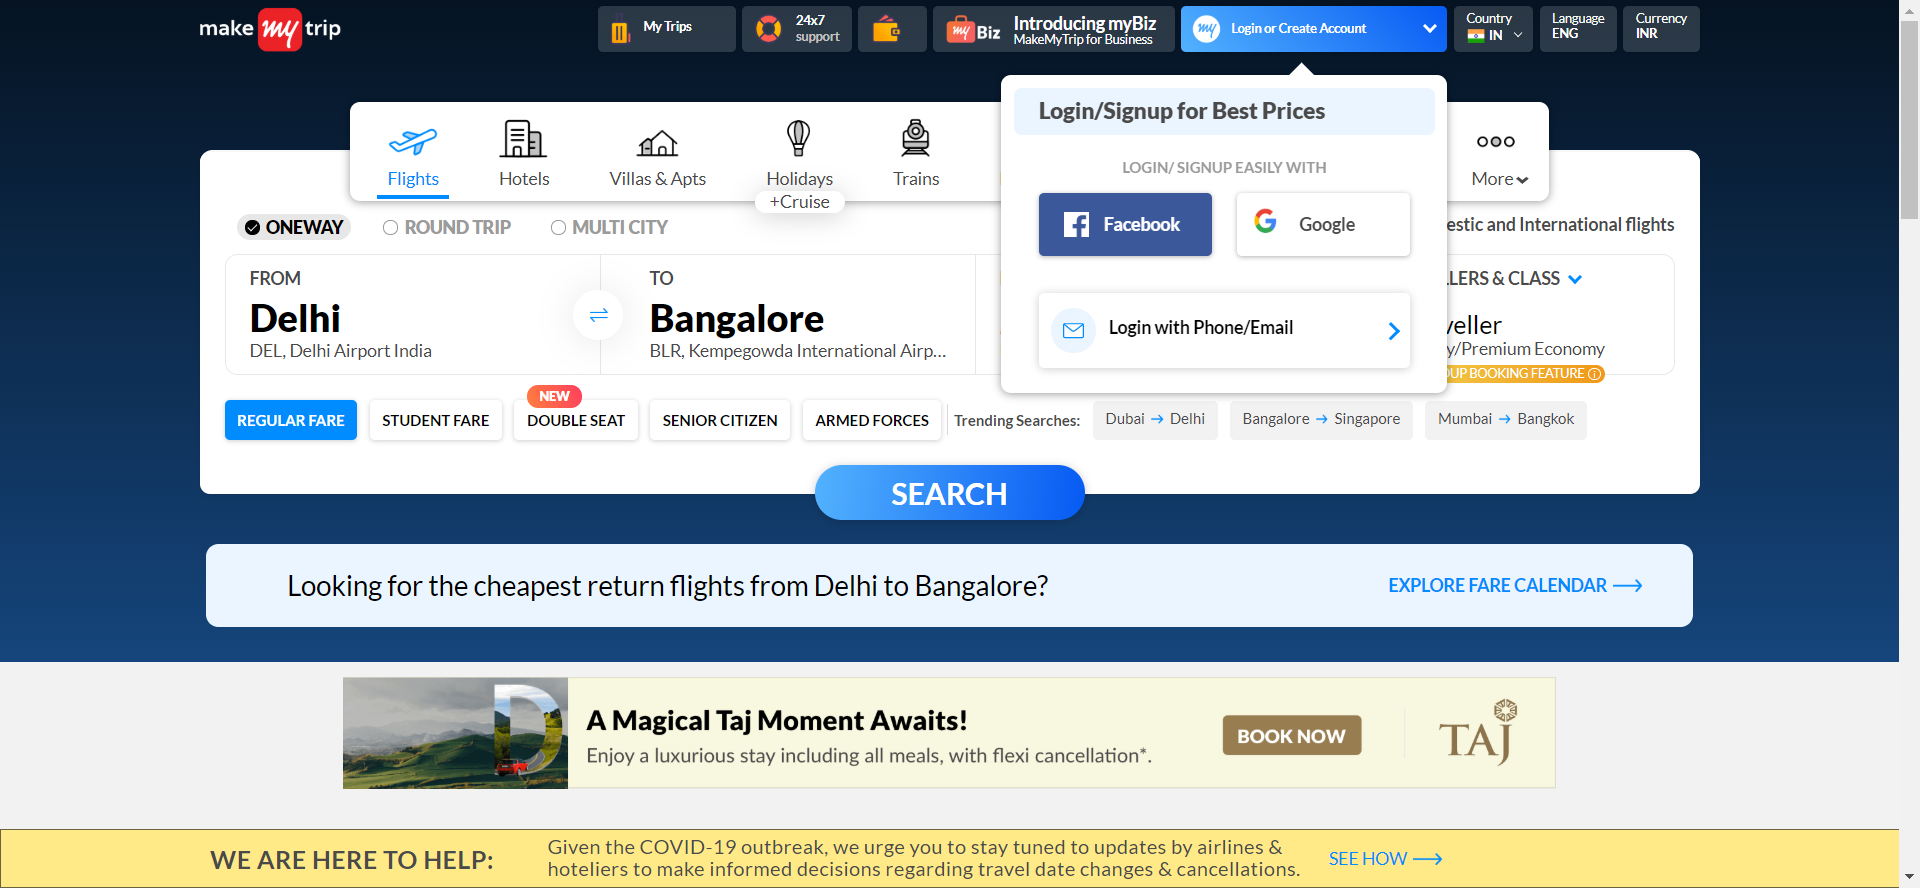 make my trip
My Trips
24x7
support
my Biz
Introducing myBiz
MakeMyTrip for Business
my
Login or Create Account
Country
IN
Language
ENG
Currency
INR
Login/Signup for Best Prices
LOGIN/ SIGNUP EASILY WITH
Facebook
Google
Login with Phone/Email
Flights
Hotels
Villas & Apts
Holidays
+Cruise
Trains
More
ONEWAY
ROUND TRIP
MULTI CITY
estic and International flights
FROM
Delhi
DEL, Delhi Airport India
TO
Bangalore
BLR, Kempegowda International Airp...
LLERS & CLASS
veller
y/Premium Economy
OUP BOOKING FEATURE
REGULAR FARE
STUDENT FARE
NEW
DOUBLE SEAT
SENIOR CITIZEN
ARMED FORCES
Trending Searches:
Dubai → Delhi
Bangalore → Singapore
Mumbai → Bangkok
SEARCH
Looking for the cheapest return flights from Delhi to Bangalore?
EXPLORE FARE CALENDAR
D
A Magical Taj Moment Awaits!
Enjoy a luxurious stay including all meals, with flexi cancellation*.
BOOK NOW
TAJ
WE ARE HERE TO HELP:
Given the COVID-19 outbreak, we urge you to stay tuned to updates by airlines &
hoteliers to make informed decisions regarding travel date changes & cancellations.
SEE HOW